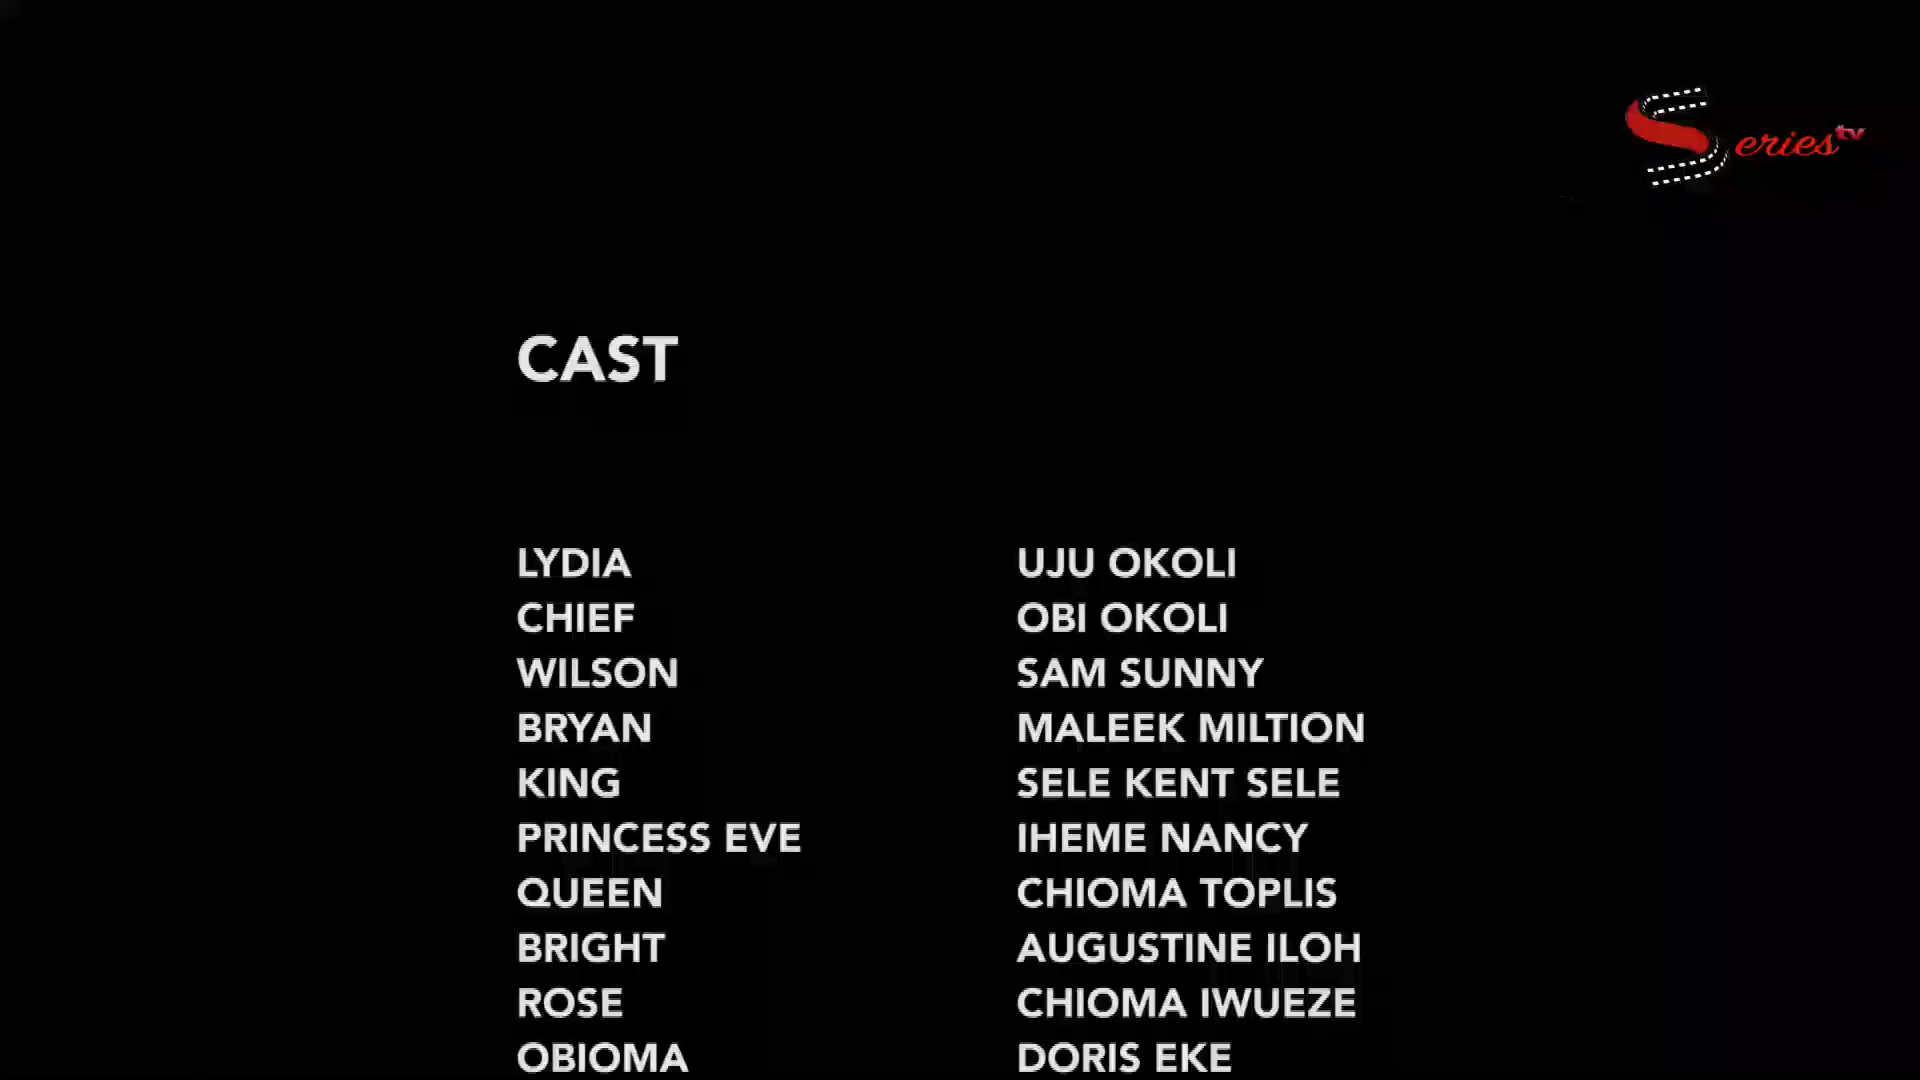 Series tv
CAST
LYDIA UJU OKOLI
CHIEF OBI OKOLI
WILSON SAM SUNNY
BRYAN MALEEK MILTION
KING SELE KENT SELE
PRINCESS EVE IHEME NANCY
QUEEN CHIOMA TOPLIS
BRIGHT AUGUSTINE ILOH
ROSE CHIOMA IWUEZE
OBIOMA DORIS EKE